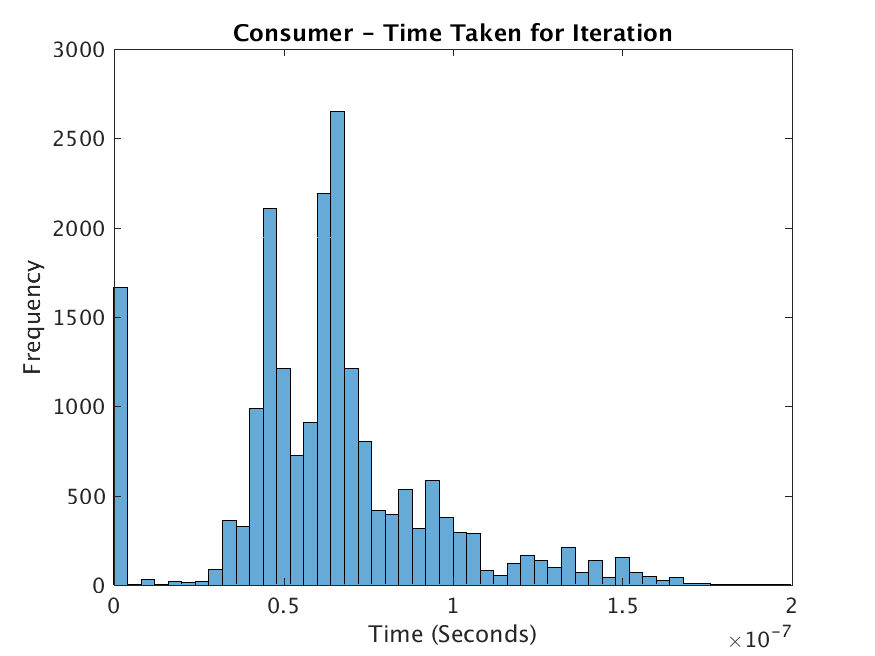 Consumer - Time Taken for Iteration
3000
2500
2000
1500
1000
500
0
Frequency
0 0.5 1 1.5 2
Time (Seconds)
×10⁻⁷